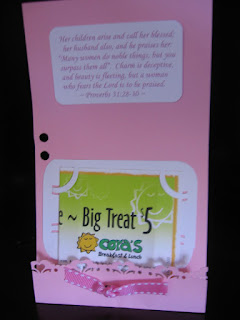 Her children arise and call her blessed;
her husband also, and he praises her:
"Many women do noble things, but you
surpass them all". Charm is deceptive,
and beauty is fleeting, but a woman
who fears the Lord is to be praised.
~ Proverbs 31:28-30 ~
e ~ Big Treat $5
cora's
Breakfast & Lunch